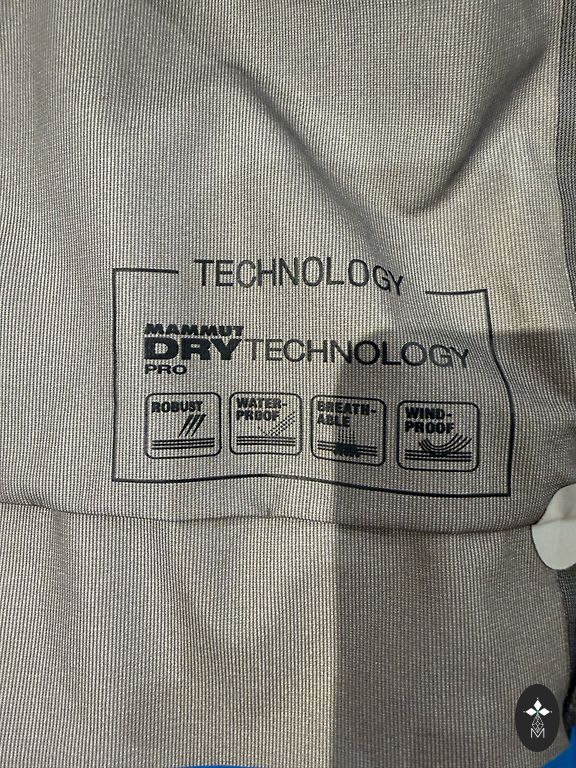 TECHNOLOGY
MAMMUT
DRY TECHNOLOGY
PRO
ROBUST
WATER-
PROOF
BREATH-
ABLE
WIND-
PROOF
M